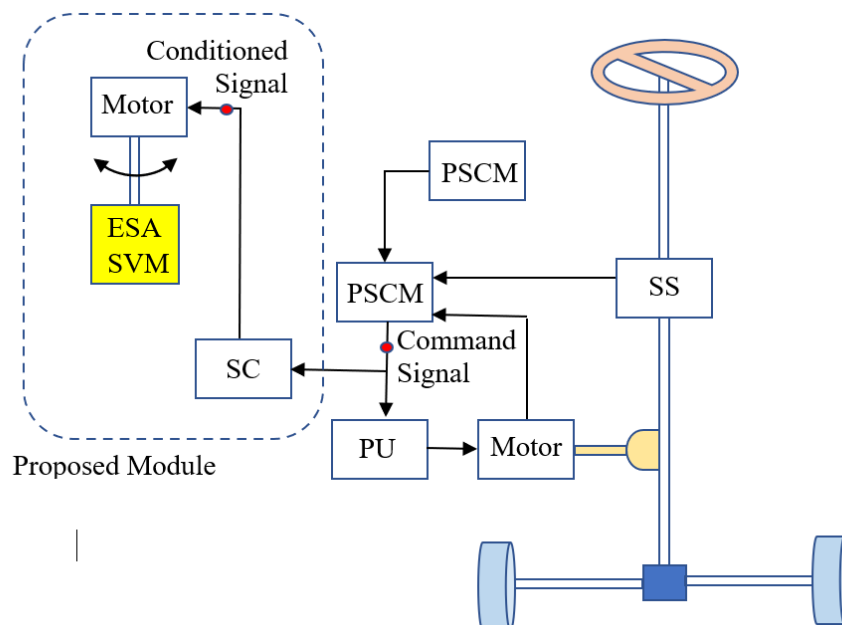 Conditioned
Signal
Motor
PSCM
ESA
SVM
PSCM
SS
Command
Signal
SC
PU
Motor
Proposed Module